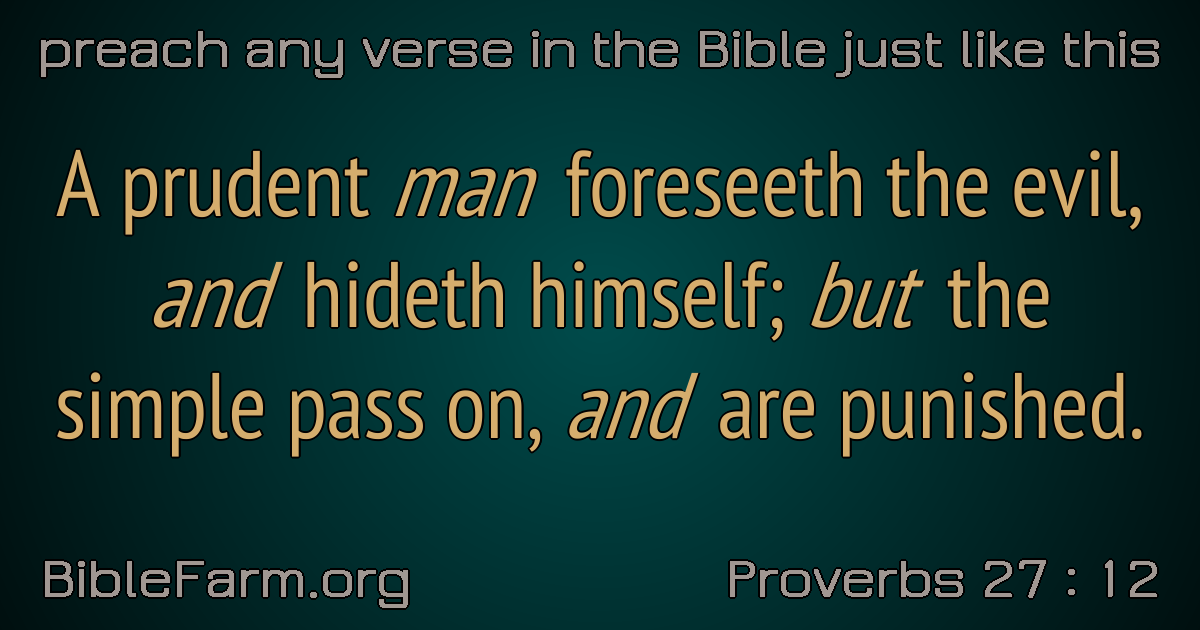 preach any verse in the Bible just like this
A prudent man foreseeth the evil,
and hideth himself; but the
simple pass on, and are punished.
BibleFarm.org
Proverbs 27 : 12